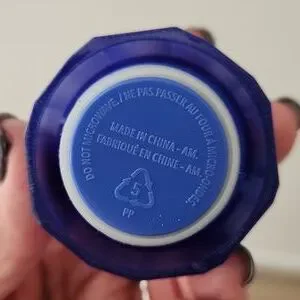 DO NOT MICROWAVE. / NE PAS PASSER AU FOUR À MICRO-ONDES.
MADE IN CHINA - AM.
FABRIQUÉ EN CHINE - AM.
5
PP